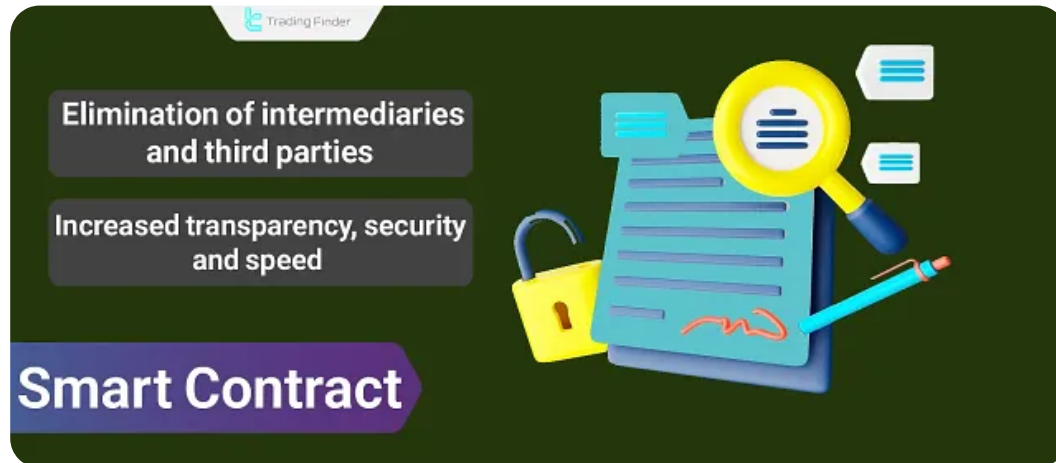 Trading Finder
Elimination of intermediaries
and third parties
Increased transparency, security
and speed
Smart Contract